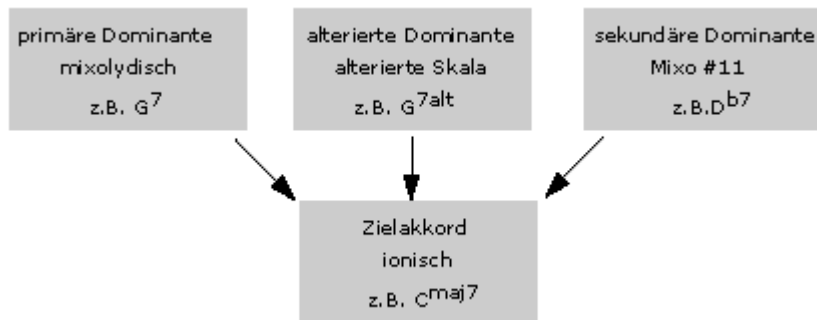 primäre Dominante
mixolydisch
z.B. G7
alterierte Dominante
alterierte Skala
z.B. G7alt
sekundäre Dominante
Mixo #11
z.B.Db7
Zielakkord
ionisch
z.B. Cmaj7